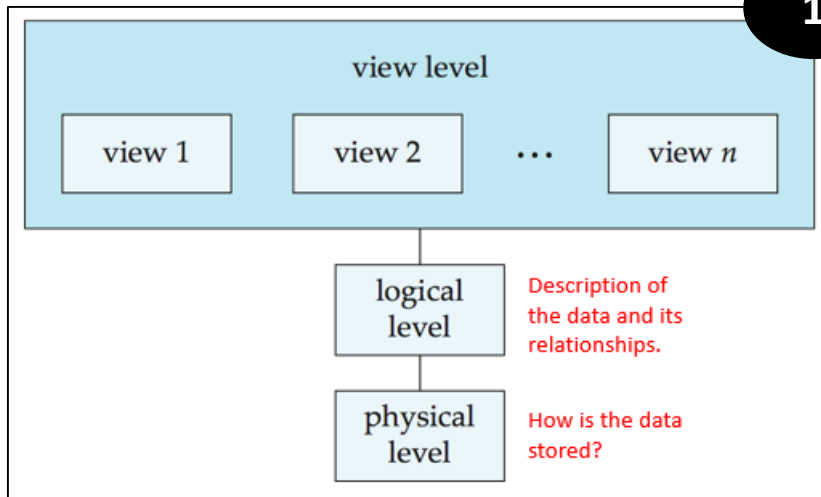 1
view level
view 1
view 2
...
view n
logical
level
Description of
the data and its
relationships.
physical
level
How is the data
stored?